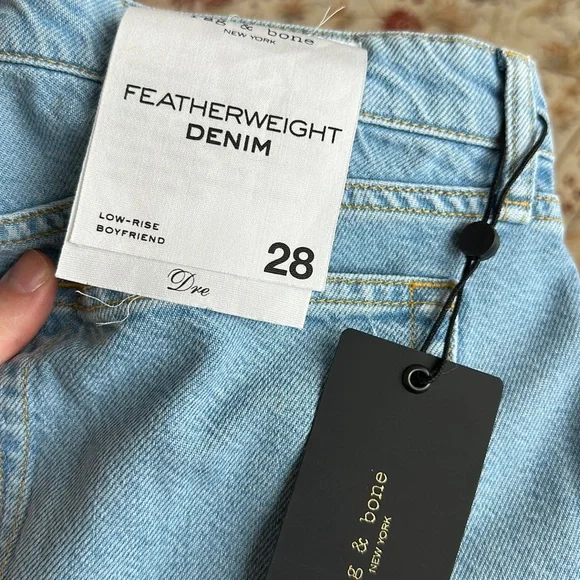 rag & bone
NEW YORK
FEATHERWEIGHT
DENIM
LOW-RISE
BOYFRIEND
28
Dre
rag & bone
NEW YORK